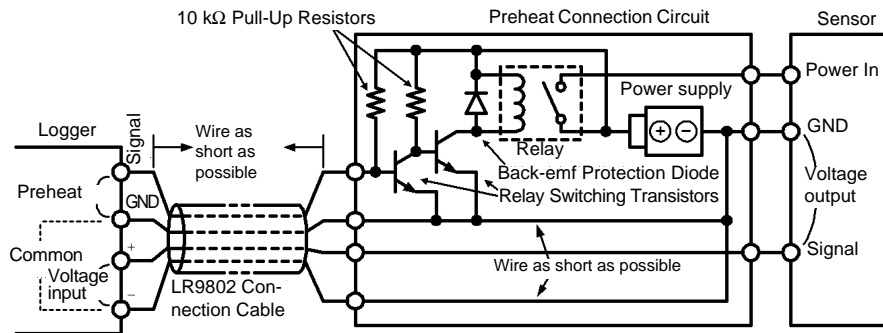 10 kΩ Pull-Up Resistors
Preheat Connection Circuit
Sensor
Power In
Power supply
+
−
Logger
Signal
Wire as
short as
possible
GND
Relay
Back-emf Protection Diode
Relay Switching Transistors
Preheat
GND
Voltage
output
Common
+
Voltage
input
−
Wire as short as possible
Signal
LR9802 Con-
nection Cable